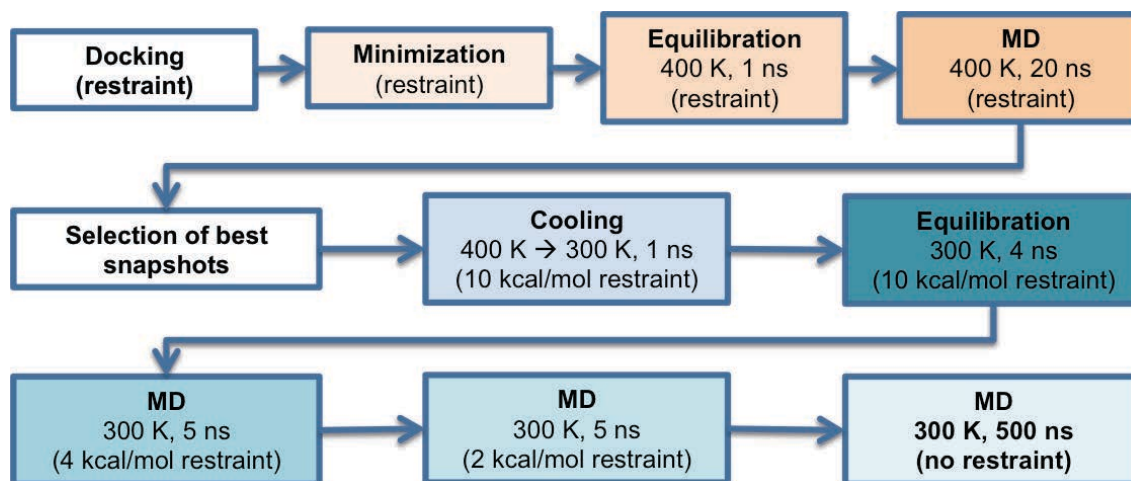 Docking
(restraint)
Minimization
(restraint)
Equilibration
400 K, 1 ns
(restraint)
MD
400 K, 20 ns
(restraint)
Selection of best
snapshots
Cooling
400 K → 300 K, 1 ns
(10 kcal/mol restraint)
Equilibration
300 K, 4 ns
(10 kcal/mol restraint)
MD
300 K, 5 ns
(4 kcal/mol restraint)
MD
300 K, 5 ns
(2 kcal/mol restraint)
MD
300 K, 500 ns
(no restraint)